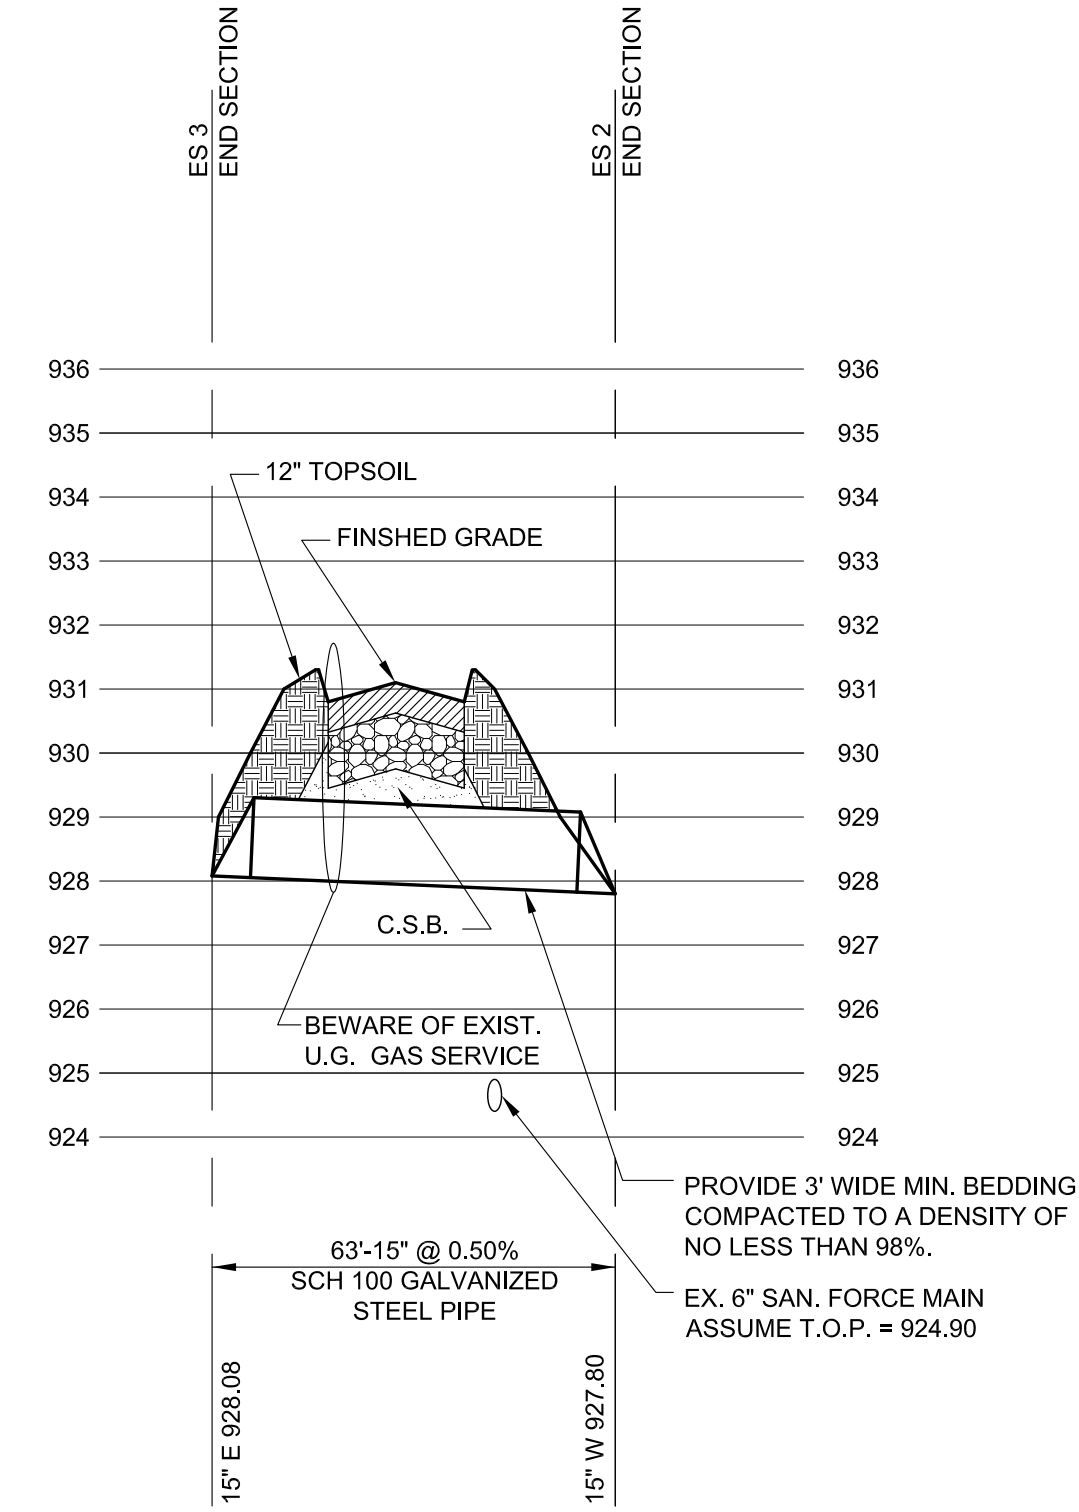 ES 3
END SECTION
ES 2
END SECTION
936
936
935
935
12" TOPSOIL
934
934
FINSHED GRADE
933
933
932
932
931
931
930
930
929
929
928
928
C.S.B.
927
927
926
926
BEWARE OF EXIST.
U.G. GAS SERVICE
925
925
924
924
PROVIDE 3' WIDE MIN. BEDDING
COMPACTED TO A DENSITY OF
NO LESS THAN 98%.
63'-15" @ 0.50%
SCH 100 GALVANIZED
STEEL PIPE
EX. 6" SAN. FORCE MAIN
ASSUME T.O.P. = 924.90
15" E 928.08
15" W 927.80